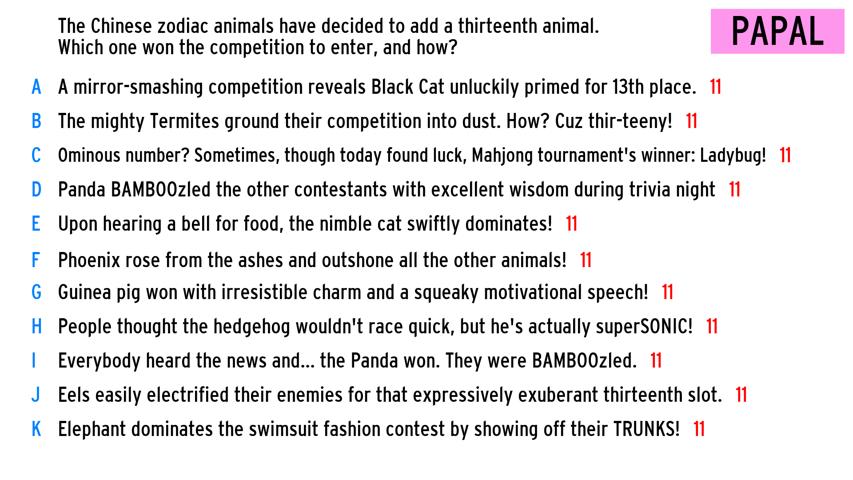 The Chinese zodiac animals have decided to add a thirteenth animal.
Which one won the competition to enter, and how?
PAPAL
A A mirror-smashing competition reveals Black Cat unluckily primed for 13th place. 11
B The mighty Termites ground their competition into dust. How? Cuz thir-teeny! 11
C Ominous number? Sometimes, though today found luck, Mahjong tournament's winner: Ladybug! 11
D Panda BAMBOOzled the other contestants with excellent wisdom during trivia night 11
E Upon hearing a bell for food, the nimble cat swiftly dominates! 11
F Phoenix rose from the ashes and outshone all the other animals! 11
G Guinea pig won with irresistible charm and a squeaky motivational speech! 11
H People thought the hedgehog wouldn't race quick, but he's actually superSONIC! 11
I Everybody heard the news and... the Panda won. They were BAMBOOzled. 11
J Eels easily electrified their enemies for that expressively exuberant thirteenth slot. 11
K Elephant dominates the swimsuit fashion contest by showing off their TRUNKS! 11